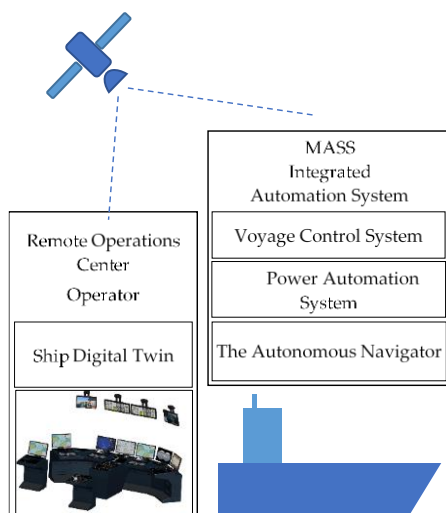 MASS
Integrated
Automation System
Voyage Control System
Power Automation
System
The Autonomous Navigator
Remote Operations
Center
Operator
Ship Digital Twin